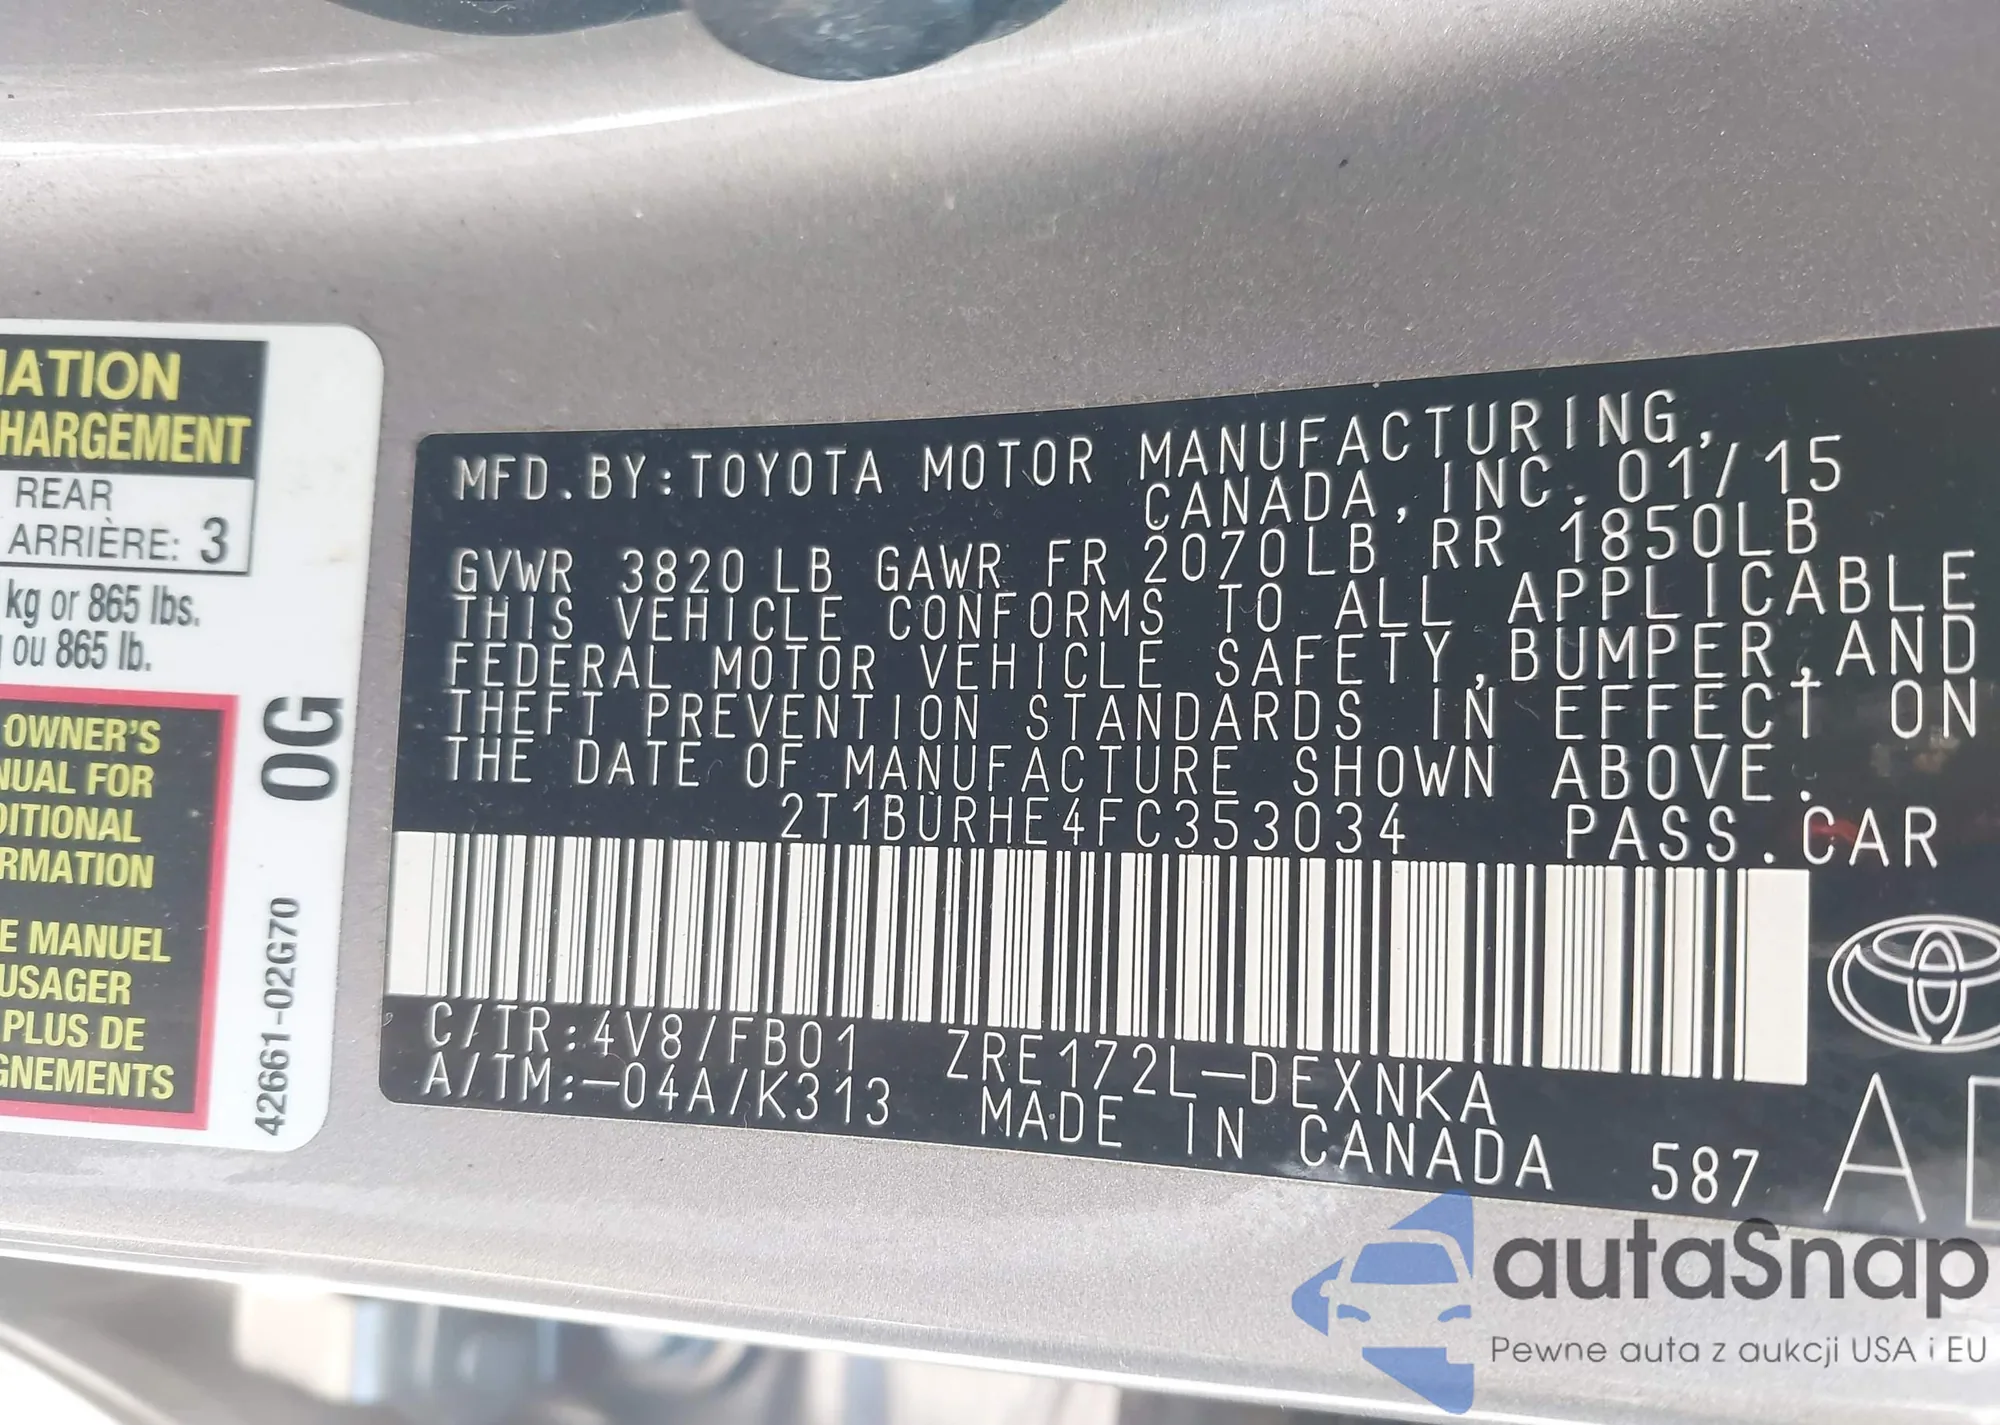 MATION
HARGEMENT
REAR
ARRIÈRE: 3
kg or 865 lbs.
ou 865 lb.
OWNER'S
NUAL FOR
DITIONAL
RMATION
E MANUEL
USAGER
PLUS DE
GNEMENTS
0G
42661-02G70
MFD.BY:TOYOTA MOTOR MANUFACTURING,
CANADA,INC. 01/15
GVWR 3820LB GAWR FR 2070LB RR 1850LB
THIS VEHICLE CONFORMS TO ALL APPLICABLE
FEDERAL MOTOR VEHICLE SAFETY,BUMPER,AND
THEFT PREVENTION STANDARDS IN EFFECT ON
THE DATE OF MANUFACTURE SHOWN ABOVE.
2T1BURHE4FC353034 PASS.CAR
C/TR:4V8/FB01 ZRE172L-DEXNKA
A/TM:-04A/K313 MADE IN CANADA 587
autaSnap
Pewne auta z aukcji USA i EU